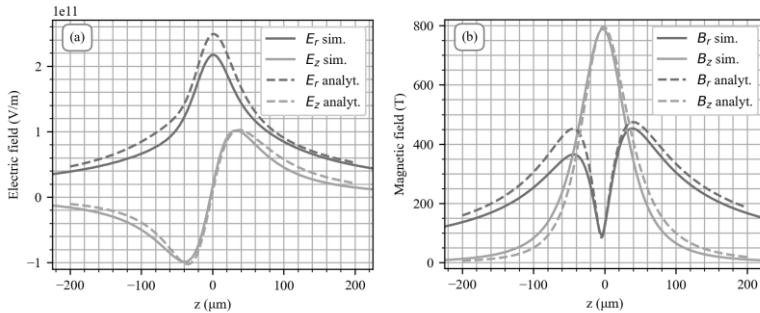 1e11
(a)
E_r sim.
E_z sim.
E_r analyt.
E_z analyt.
Electric field (V/m)
2
1
0
−1
−200 −100 0 100 200
z (μm)
(b)
B_r sim.
B_z sim.
B_r analyt.
B_z analyt.
Magnetic field (T)
800
600
400
200
0
−200 −100 0 100 200
z (μm)